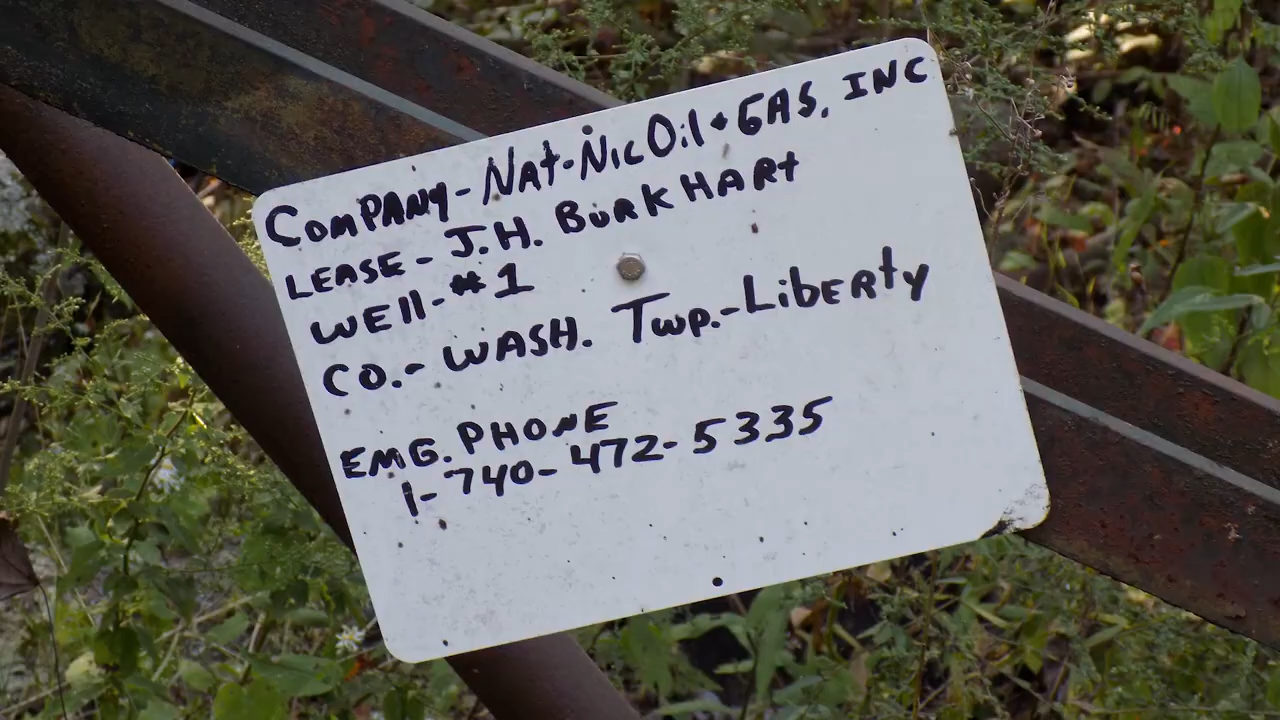 COMPANY - NAt-NIC Oil & GAS, INC
LEASE - J.H. BURKHARt
WEll - #1
CO. - WASH. Twp. - LibERtY
EMG. PHONE
1-740-472-5335